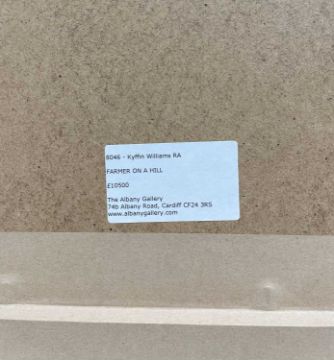 8046 - Kyffin Williams RA
FARMER ON A HILL
£10500
The Albany Gallery
74b Albany Road, Cardiff CF24 3RS
www.albanygallery.com